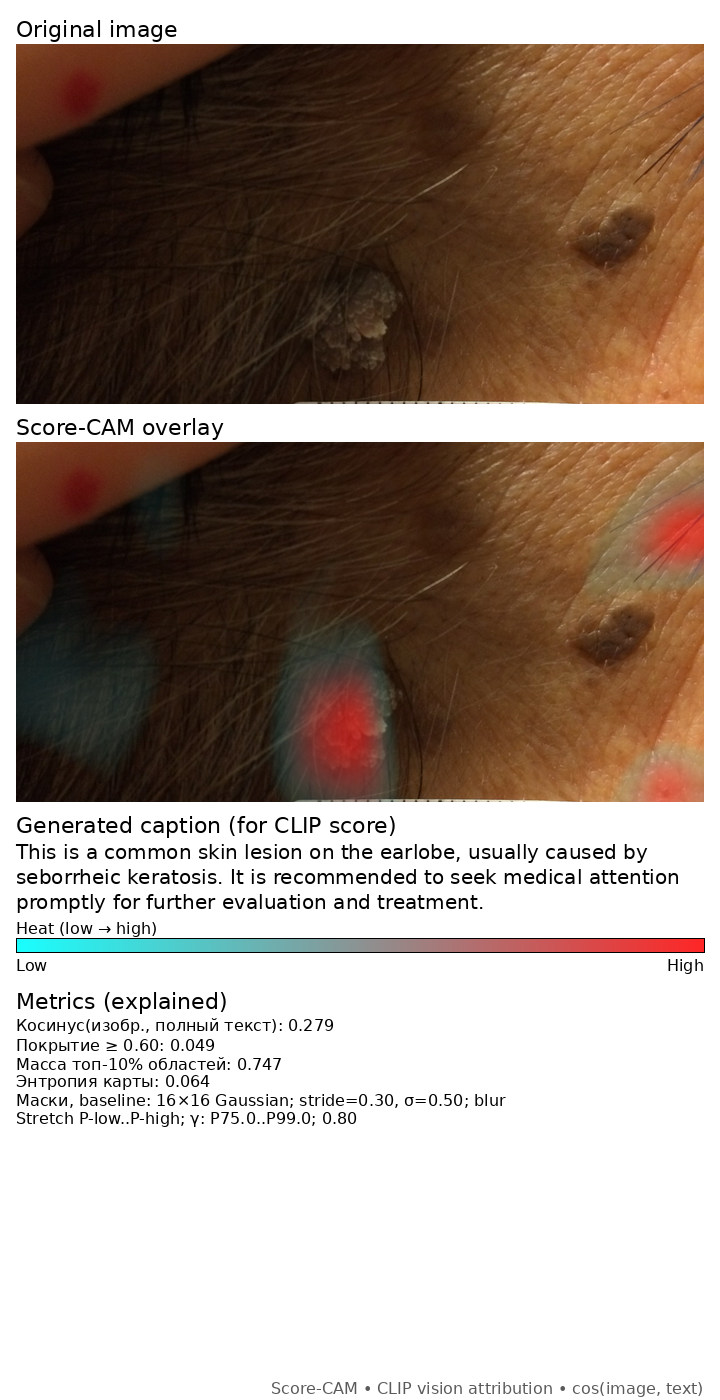 Original image
Score-CAM overlay
Generated caption (for CLIP score)
This is a common skin lesion on the earlobe, usually caused by
seborrheic keratosis. It is recommended to seek medical attention
promptly for further evaluation and treatment.
Heat (low → high)
Low High
Metrics (explained)
Косинус(изобр., полный текст): 0.279
Покрытие ≥ 0.60: 0.049
Масса топ-10% областей: 0.747
Энтропия карты: 0.064
Маски, baseline: 16×16 Gaussian; stride=0.30, σ=0.50; blur
Stretch P-low..P-high; γ: P75.0..P99.0; 0.80
Score-CAM • CLIP vision attribution • cos(image, text)